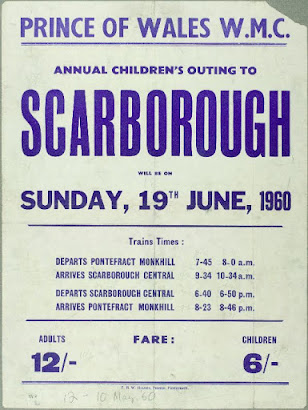 PRINCE OF WALES W.M.C.
ANNUAL CHILDREN'S OUTING TO
SCARBOROUGH
WILL BE ON
SUNDAY, 19TH JUNE, 1960
Trains Times :
DEPARTS PONTEFRACT MONKHILL 7-45 8-0 a.m.
ARRIVES SCARBOROUGH CENTRAL 9-34 10-34 a.m.
DEPARTS SCARBOROUGH CENTRAL 6-40 6-50 p.m.
ARRIVES PONTEFRACT MONKHILL 8-23 8-46 p.m.
ADULTS FARE : CHILDREN
12/- 6/-
12 - 10 May 60